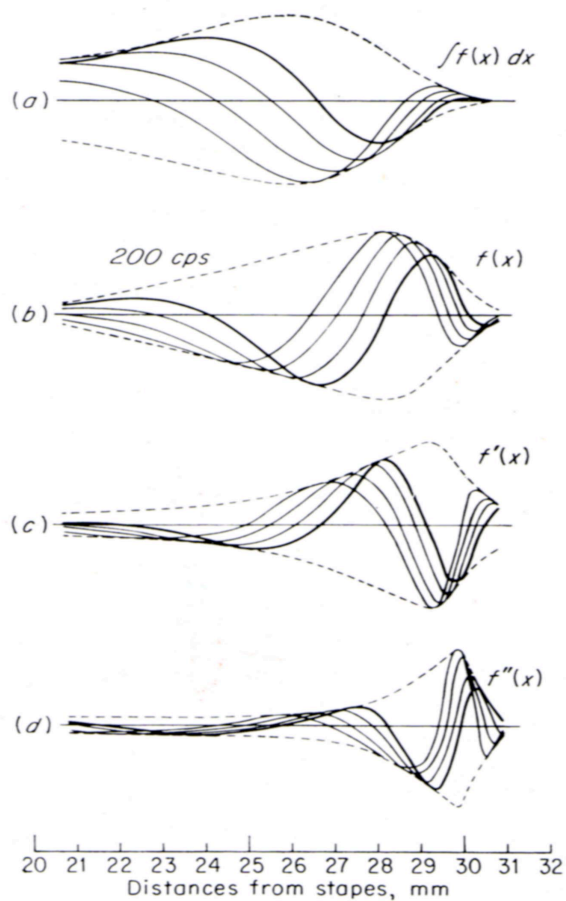 ∫f(x) dx
(a)
200 cps
f(x)
(b)
f'(x)
(c)
f"(x)
(d)
20 21 22 23 24 25 26 27 28 29 30 31 32
Distances from stapes, mm